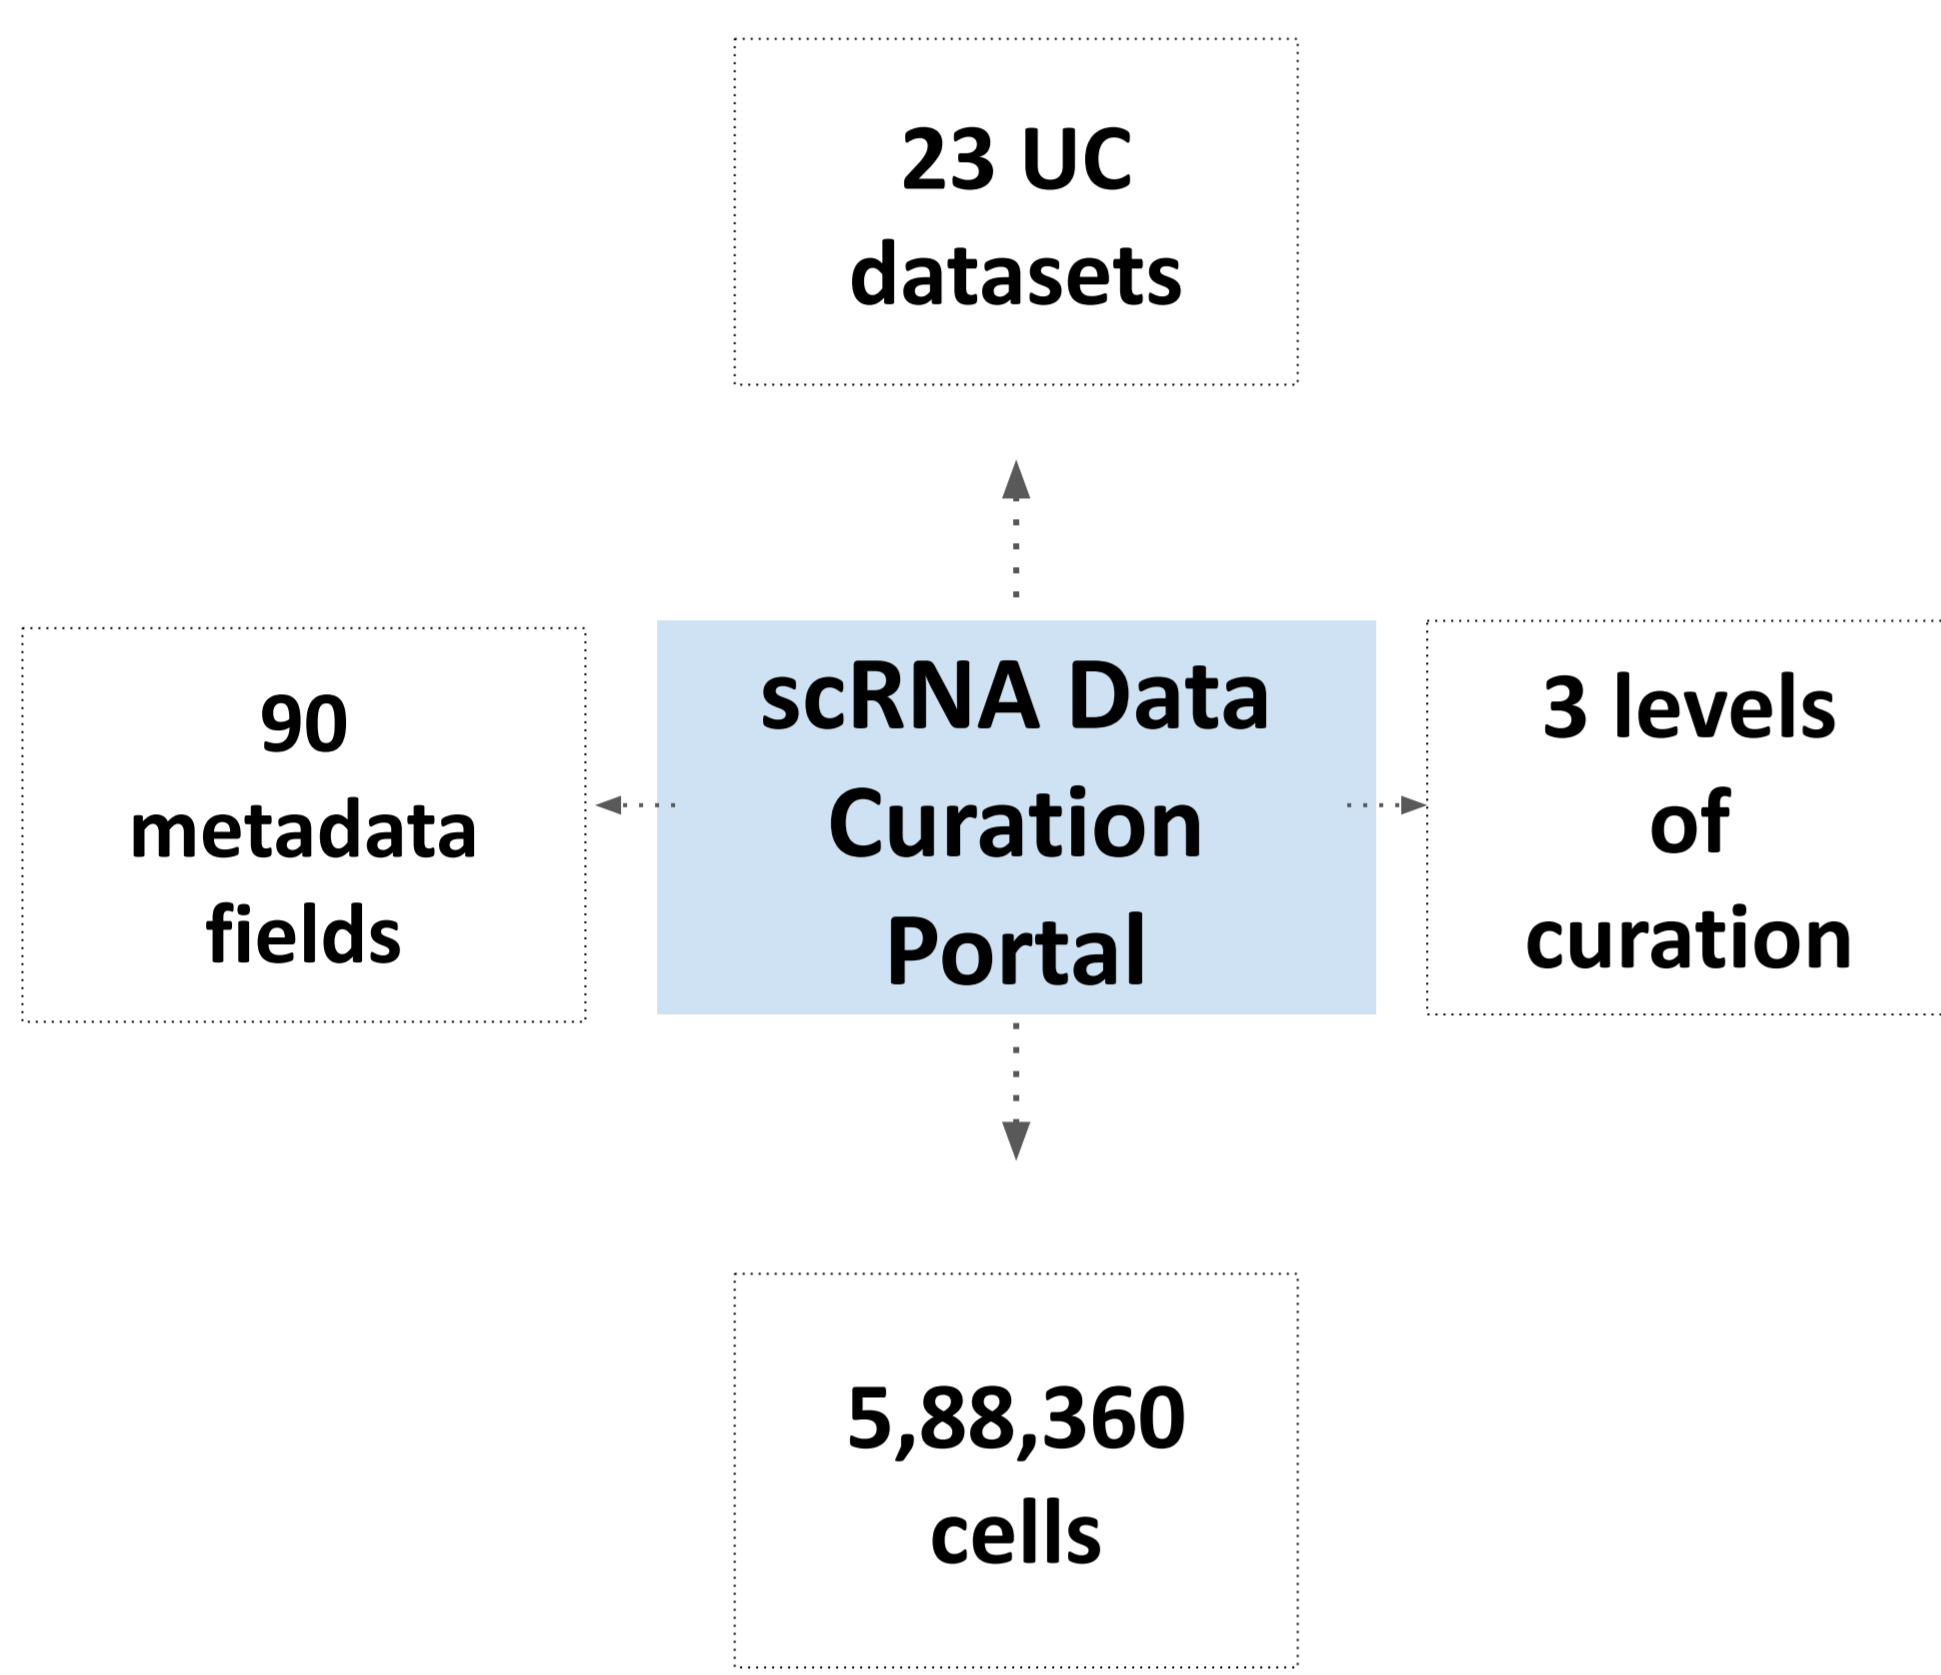 23 UC
datasets
90
metadata
fields
scRNA Data
Curation
Portal
3 levels
of
curation
5,88,360
cells